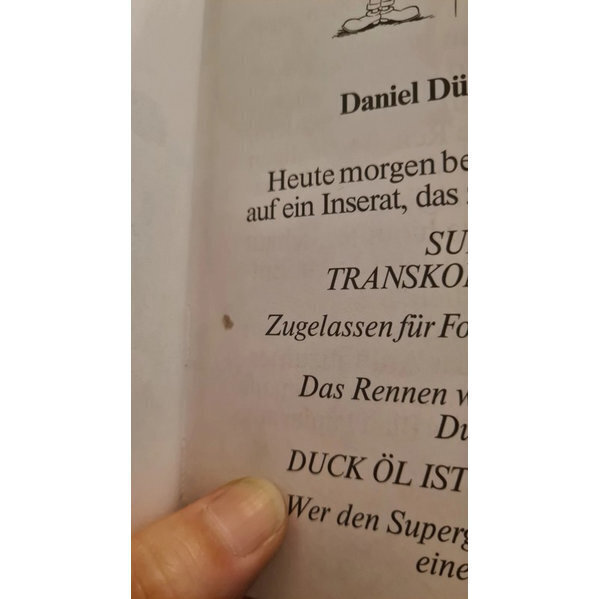 Daniel Dü
Heute morgen be
auf ein Inserat, das
SU
TRANSKO
Zugelassen für Fo
Das Rennen
Du
DUCK ÖL IST
Wer den Superg
eine